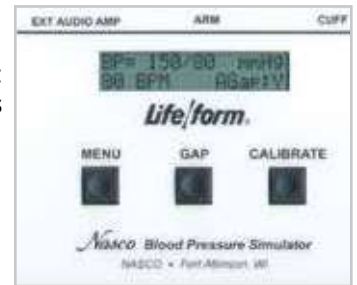 EXT AUDIO AMP ARM CUFF
BP= 150/80 mmHg
80 BPM AGap:V
Life/form®
MENU GAP CALIBRATE
Nasco Blood Pressure Simulator
NASCO • Fort Atkinson, WI